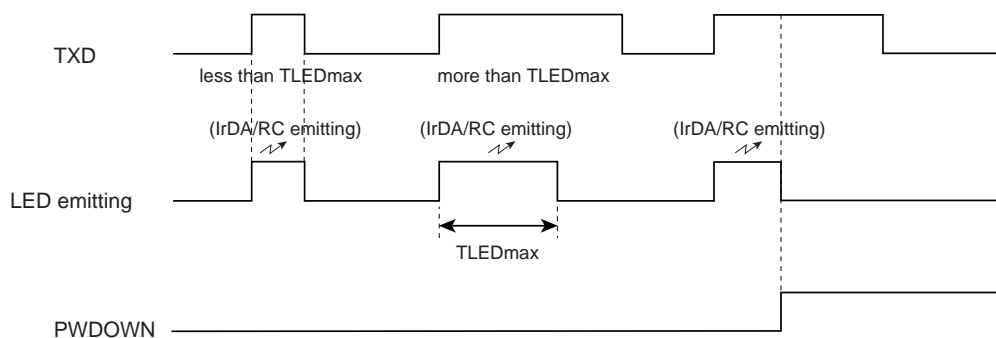 TXD
less than TLEDmax
more than TLEDmax
(IrDA/RC emitting)
(IrDA/RC emitting)
(IrDA/RC emitting)
LED emitting
TLEDmax
PWDOWN